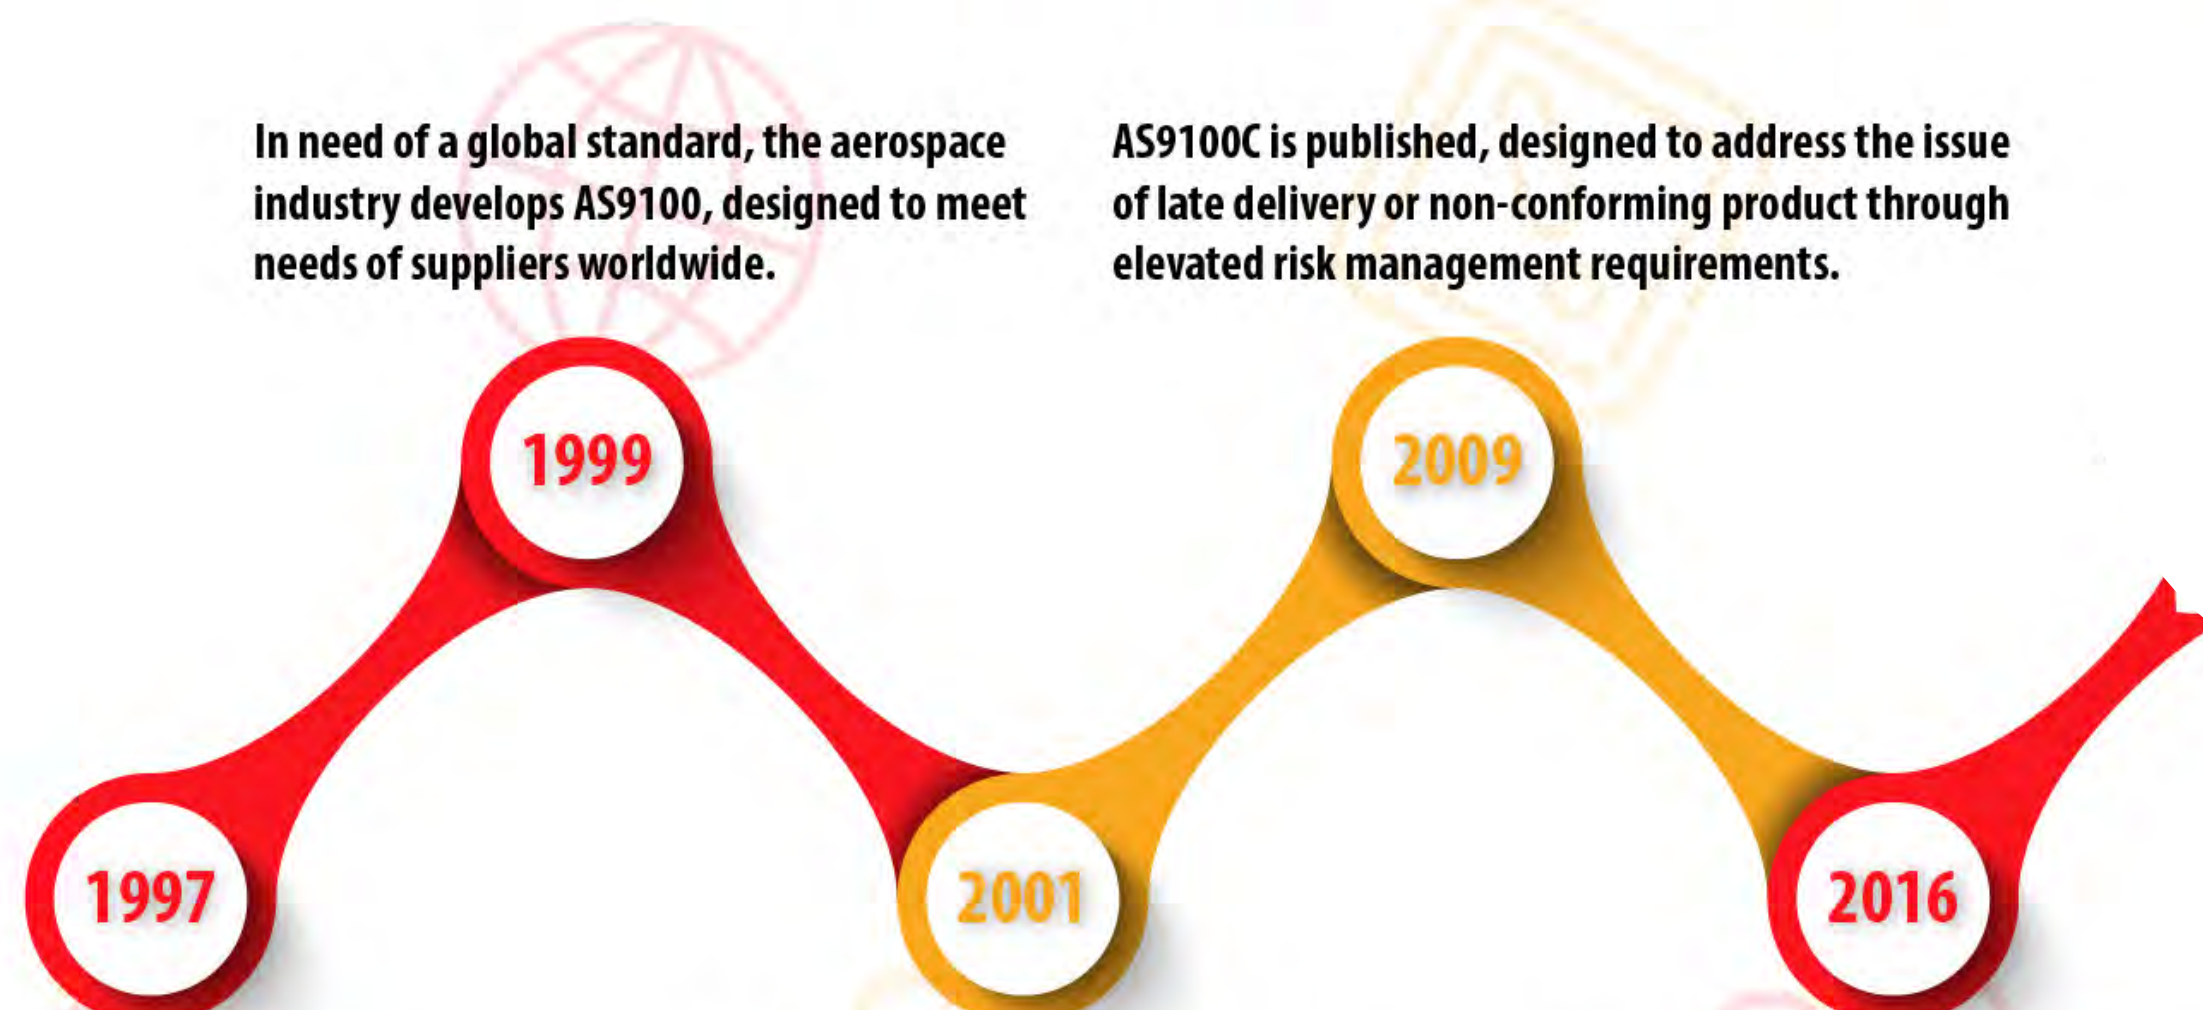 In need of a global standard, the aerospace
industry develops AS9100, designed to meet
needs of suppliers worldwide.
AS9100C is published, designed to address the issue
of late delivery or non-conforming product through
elevated risk management requirements.
1999
2009
1997
2001
2016